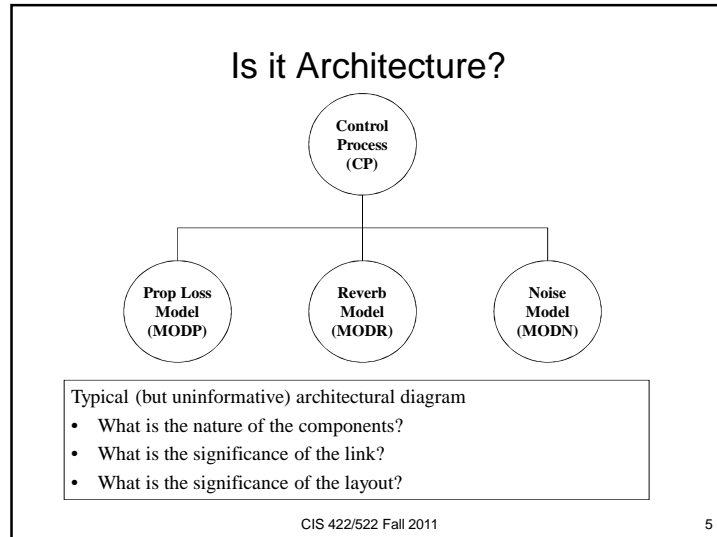 Is it Architecture?
Control
Process
(CP)
Prop Loss
Model
(MODP)
Reverb
Model
(MODR)
Noise
Model
(MODN)
Typical (but uninformative) architectural diagram
• What is the nature of the components?
• What is the significance of the link?
• What is the significance of the layout?
CIS 422/522 Fall 2011
5